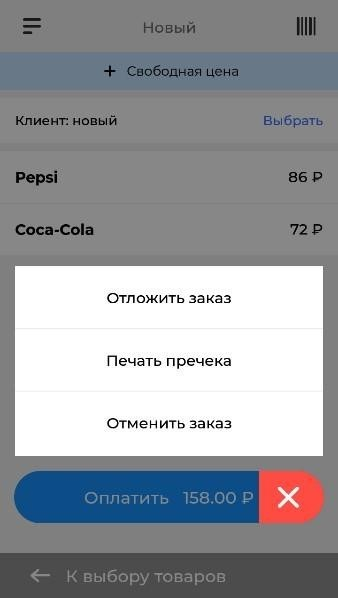 Новый
+ Свободная цена
Клиент: новый Выбрать
Pepsi 86 ₽
Coca-Cola 72 ₽
Отложить заказ
Печать пречека
Отменить заказ
Оплатить 158.00 ₽
К выбору товаров